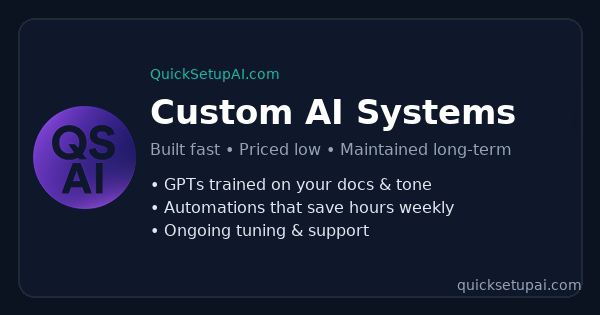 QuickSetupAI.com
Custom AI Systems
Built fast • Priced low • Maintained long-term
QS
AI
• GPTs trained on your docs & tone
• Automations that save hours weekly
• Ongoing tuning & support
quicksetupai.com